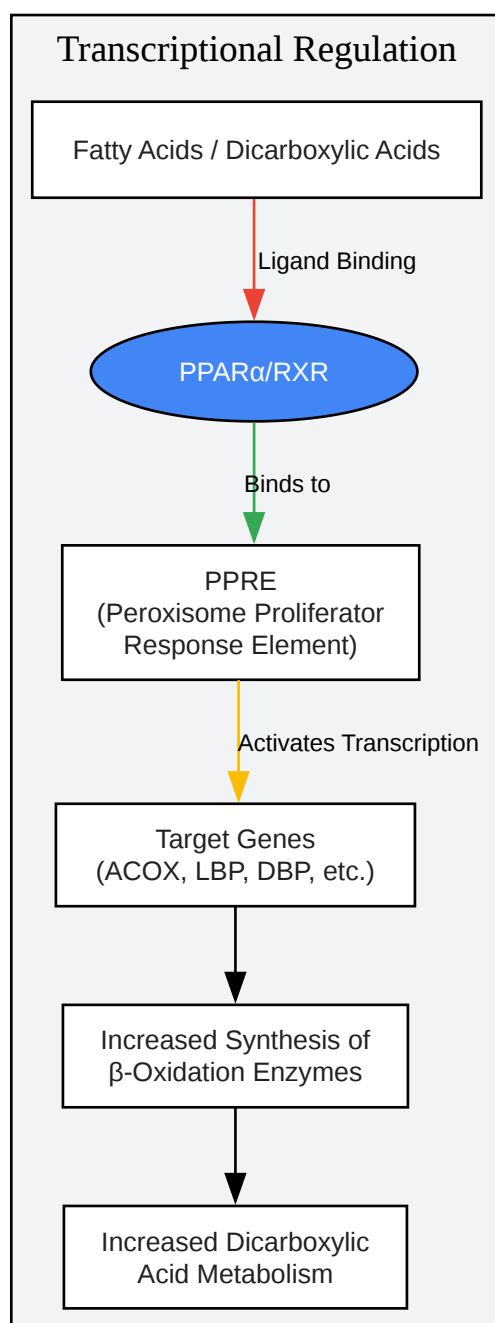 Transcriptional Regulation
Fatty Acids / Dicarboxylic Acids
Ligand Binding
PPARα/RXR
Binds to
PPRE
(Peroxisome Proliferator
Response Element)
Activates Transcription
Target Genes
(ACOX, LBP, DBP, etc.)
Increased Synthesis of
β-Oxidation Enzymes
Increased Dicarboxylic
Acid Metabolism